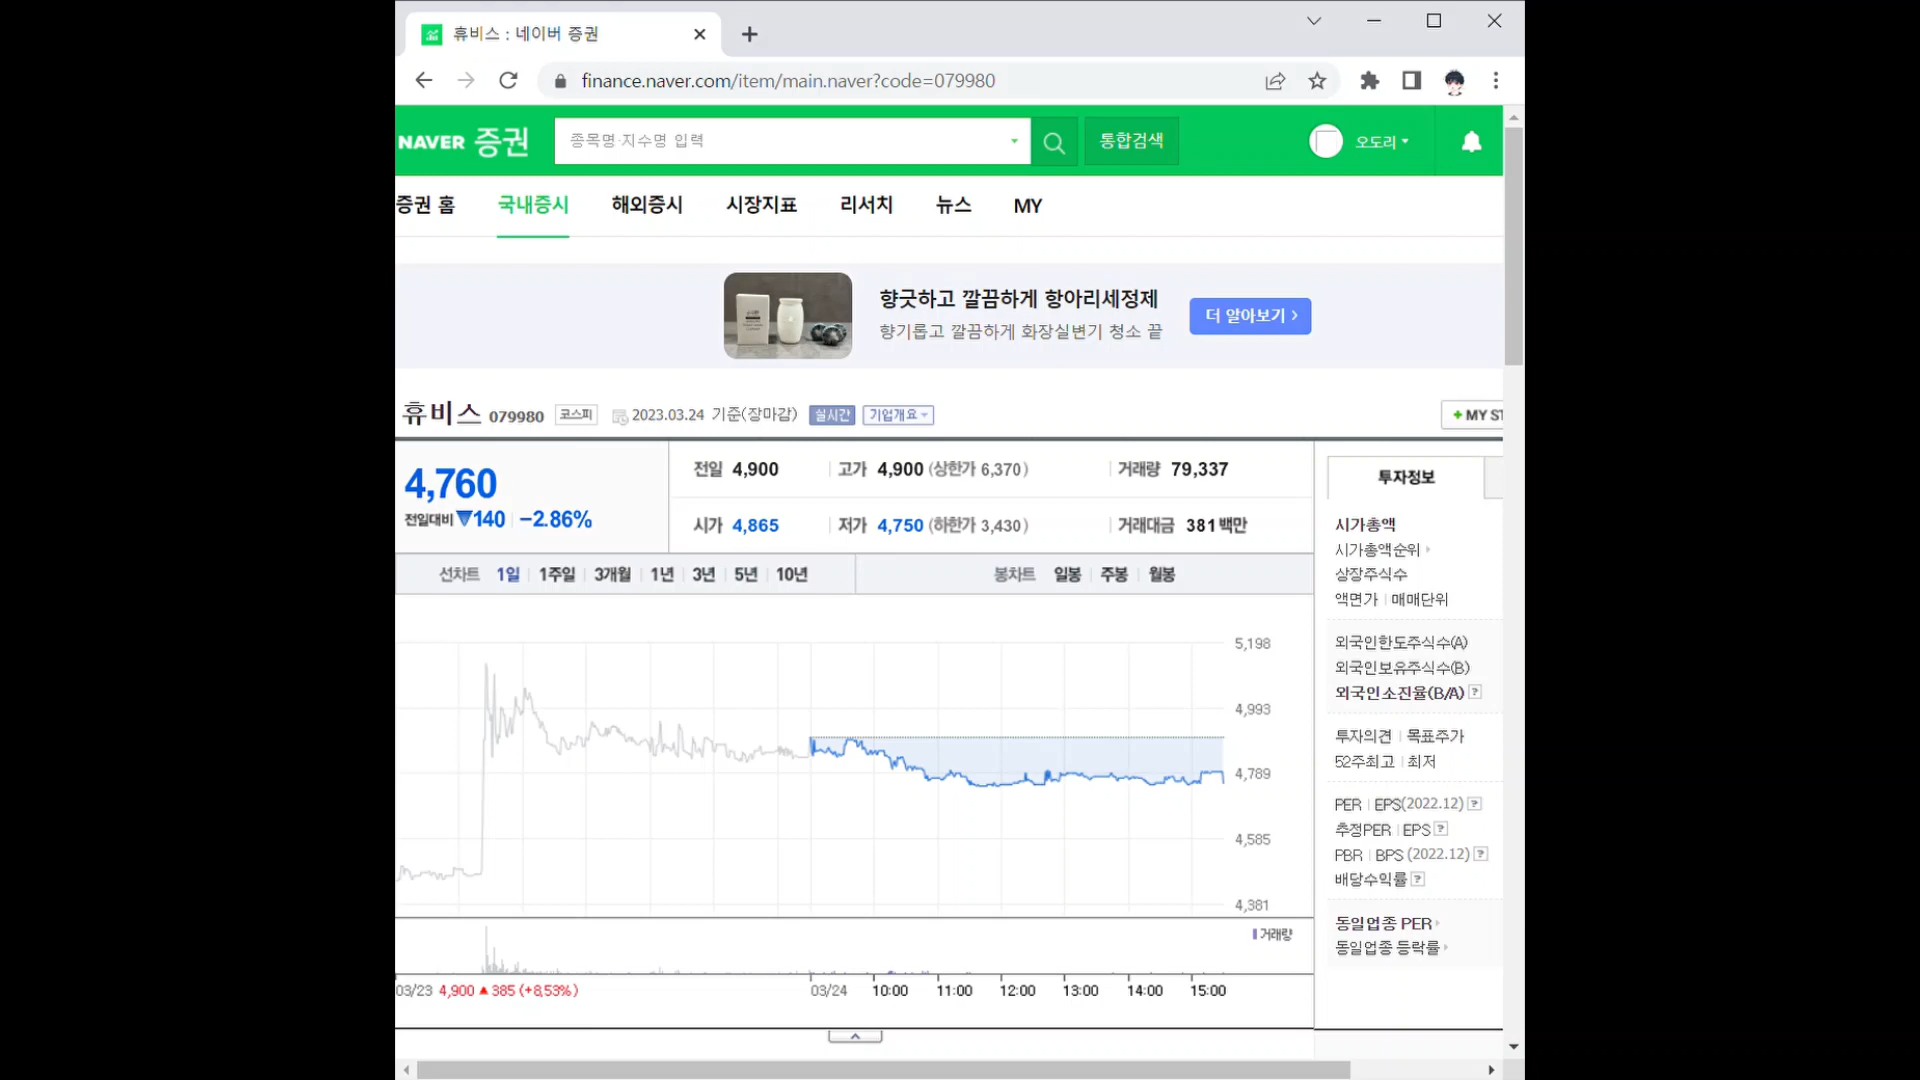 휴비스 : 네이버 증권
finance.naver.com/item/main.naver?code=079980
NAVER 증권
종목명·지수명 입력
통합검색
오도리
증권 홈 국내증시 해외증시 시장지표 리서치 뉴스 MY
향긋하고 깔끔하게 항아리세정제
향기롭고 깔끔하게 화장실변기 청소 끝
더 알아보기 ›
휴비스 079980 코스피 2023.03.24 기준(장마감) 실시간 기업개요
+ MY ST
4,760
전일대비 ▼140 | -2.86%
전일 4,900 | 고가 4,900 (상한가 6,370) | 거래량 79,337
시가 4,865 | 저가 4,750 (하한가 3,430) | 거래대금 381 백만
선차트 1일 | 1주일 | 3개월 | 1년 | 3년 | 5년 | 10년
봉차트 일봉 | 주봉 | 월봉
5,198
4,993
4,789
4,585
4,381
거래량
03/23 4,900 ▲ 385 (+8,53%)
03/24 10:00 11:00 12:00 13:00 14:00 15:00
투자정보
시가총액
시가총액순위
상장주식수
액면가 | 매매단위
외국인한도주식수(A)
외국인보유주식수(B)
외국인소진율(B/A) ?
투자의견 | 목표주가
52주최고 | 최저
PER | EPS(2022.12) ?
추정PER | EPS ?
PBR | BPS (2022.12) ?
배당수익률 ?
동일업종 PER
동일업종 등락률